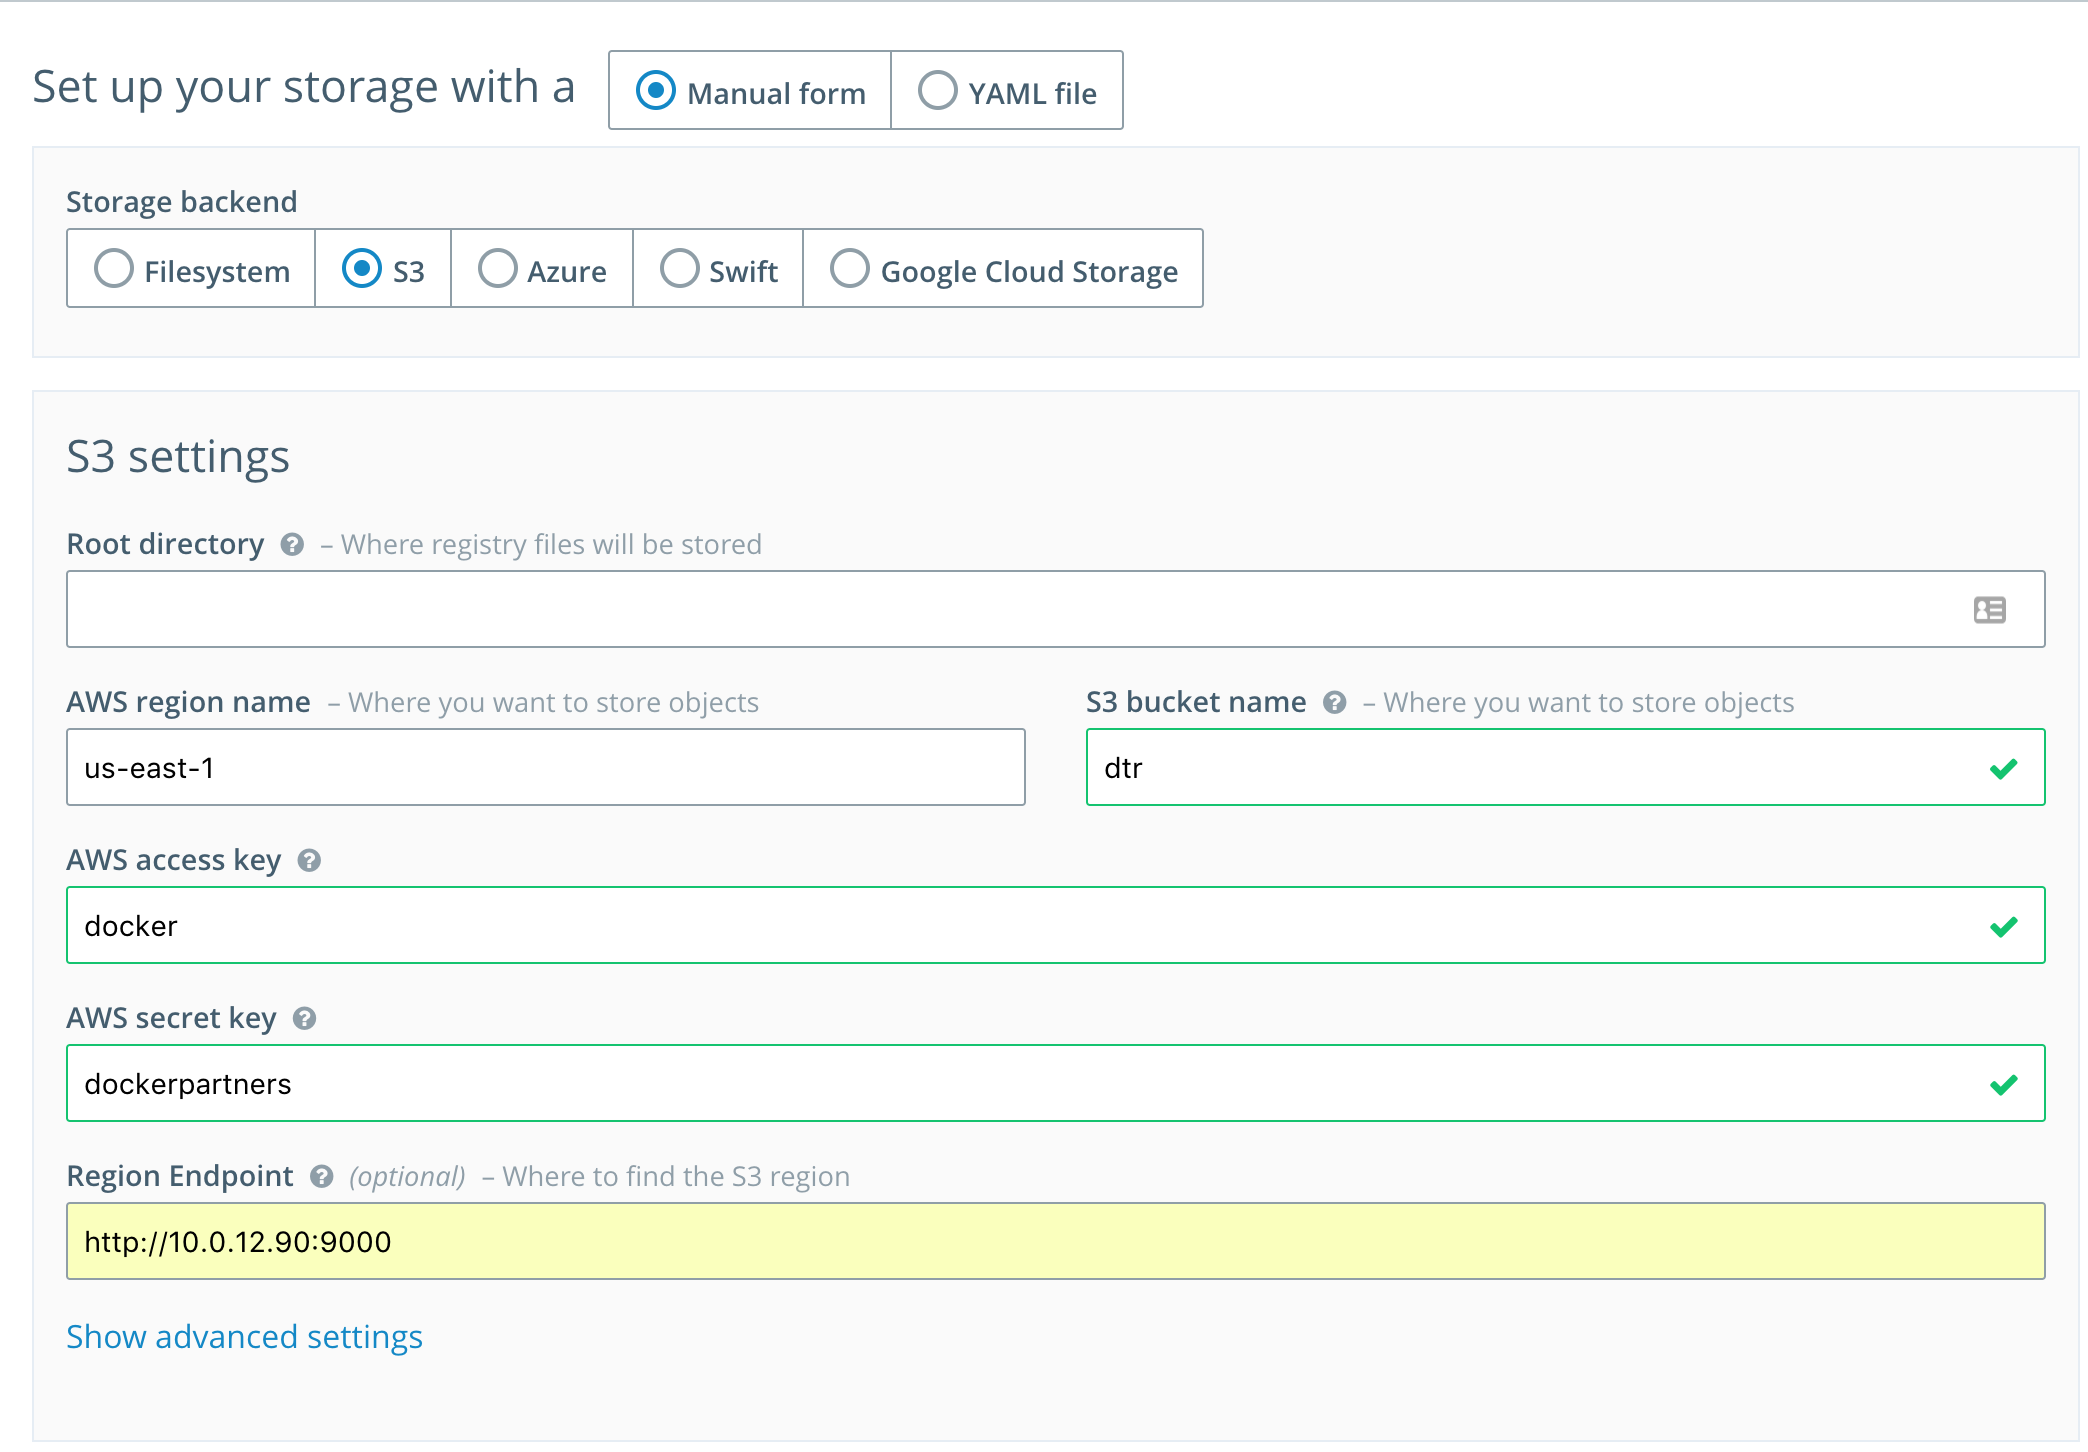 Set up your storage with a Manual form YAML file
Storage backend
Filesystem S3 Azure Swift Google Cloud Storage
S3 settings
Root directory ? – Where registry files will be stored
AWS region name – Where you want to store objects
us-east-1
S3 bucket name ? – Where you want to store objects
dtr
AWS access key ?
docker
AWS secret key ?
dockerpartners
Region Endpoint ? (optional) – Where to find the S3 region
http://10.0.12.90:9000
Show advanced settings